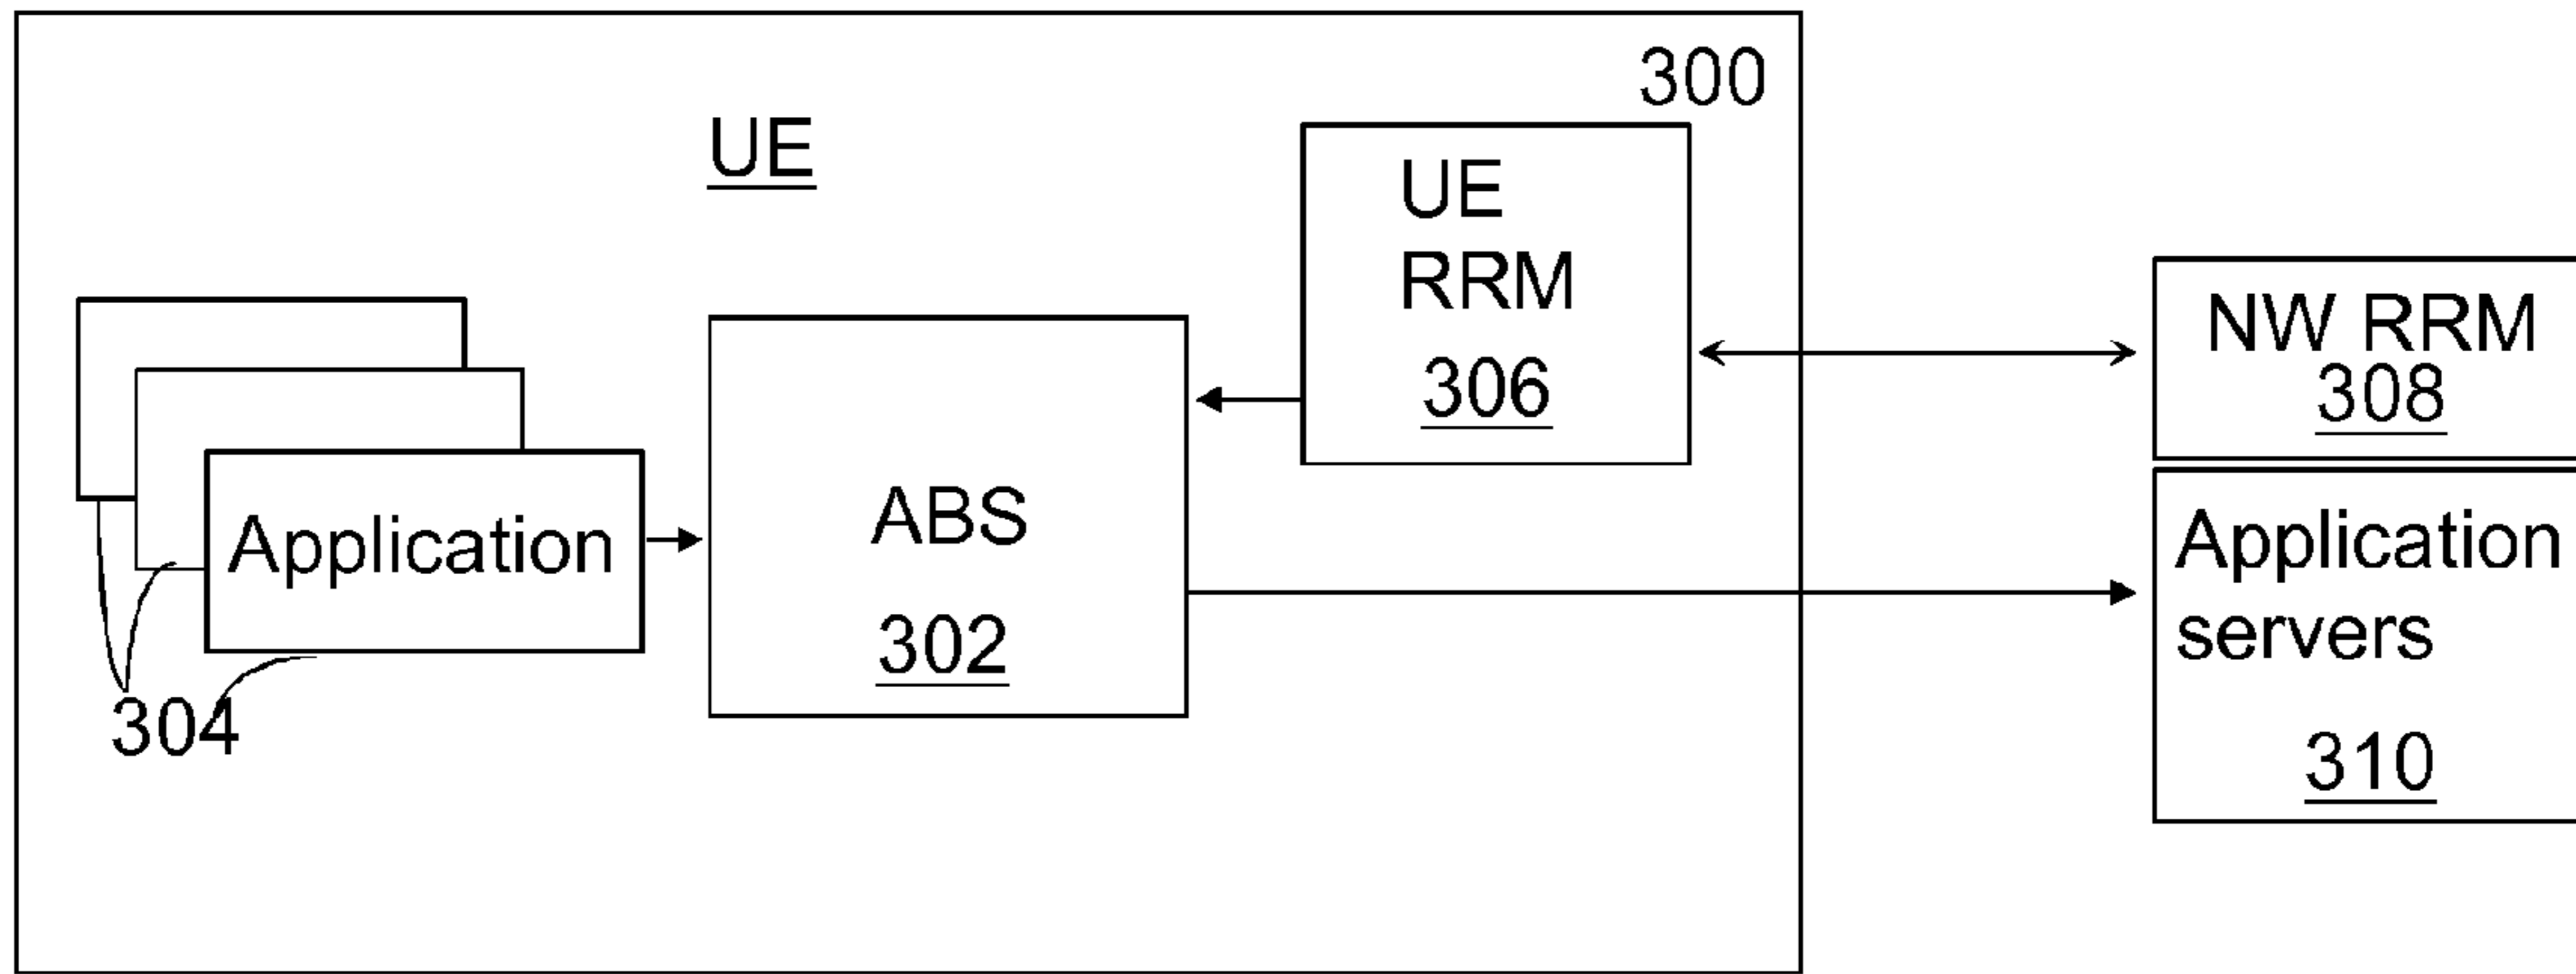 300
UE
UE
RRM
306
NW RRM
308
Application
304
ABS
302
Application
servers
310